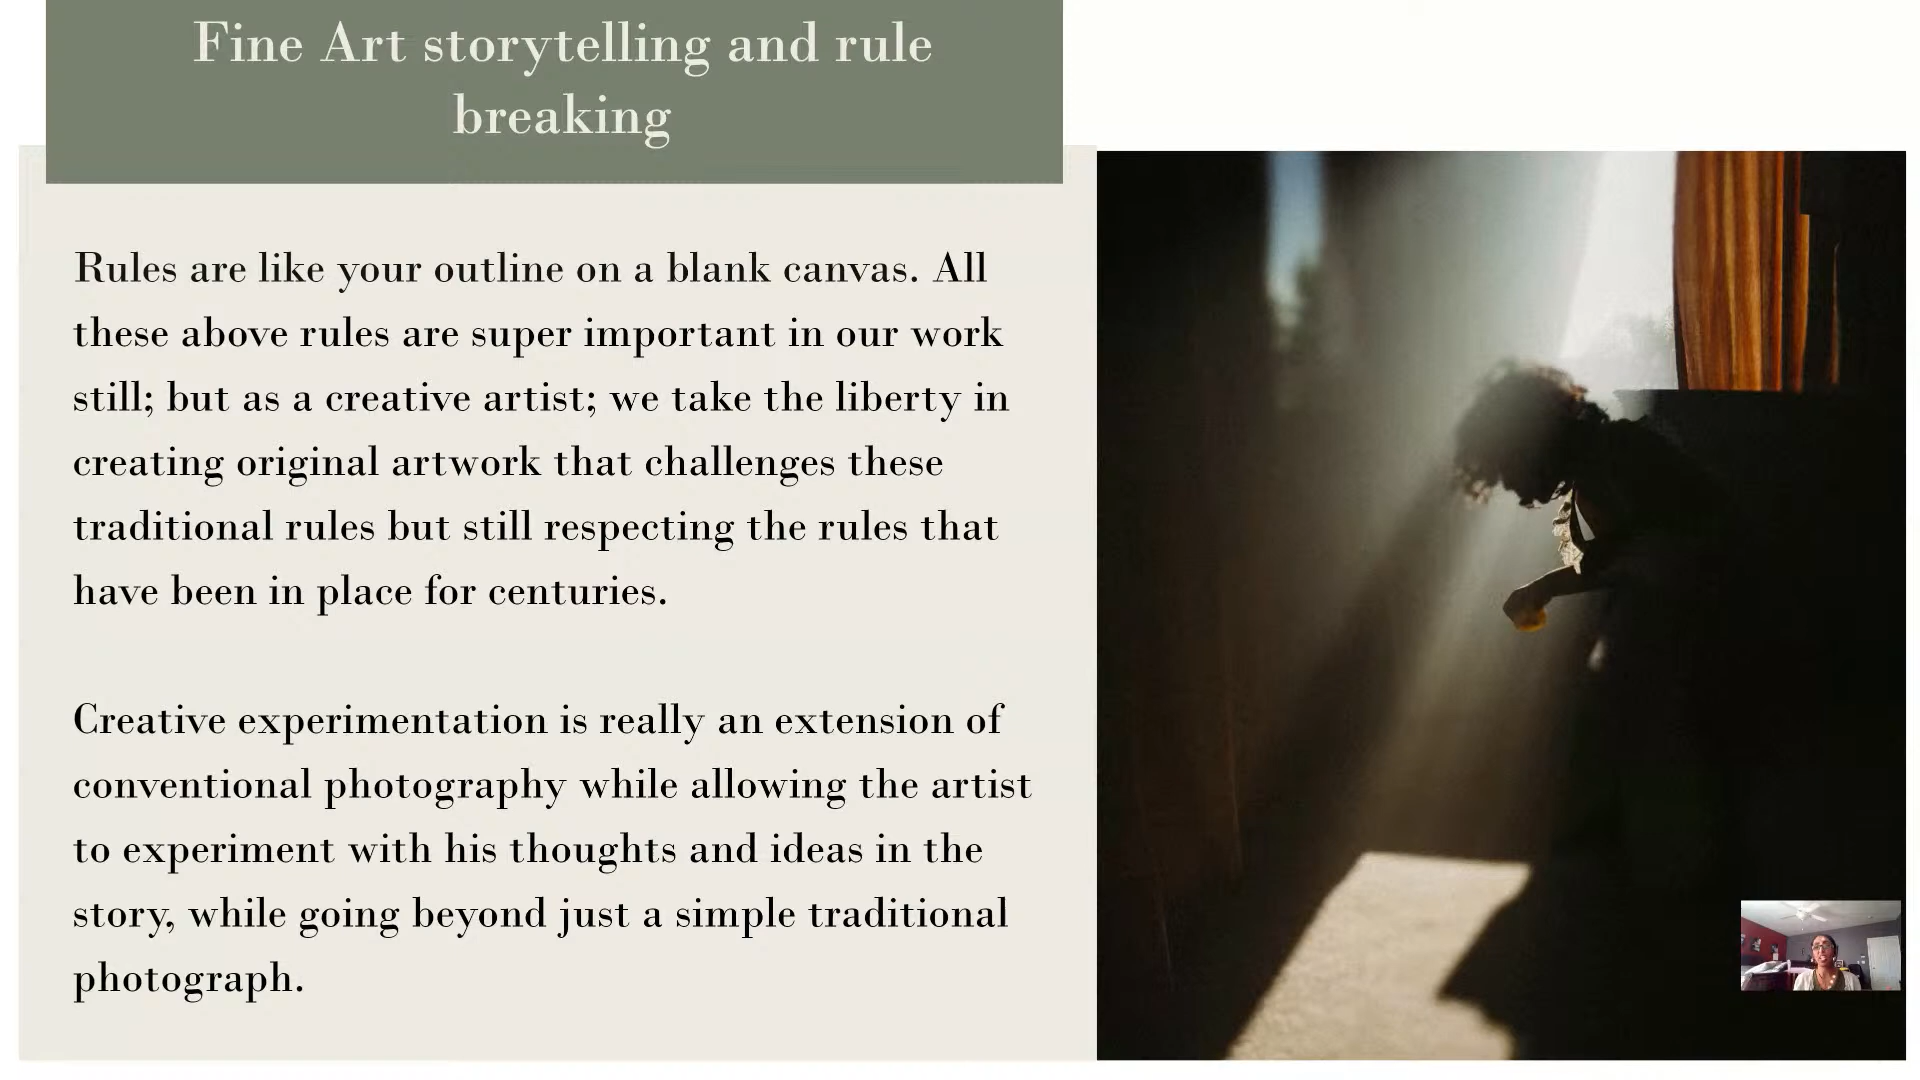 Fine Art storytelling and rule
breaking
Rules are like your outline on a blank canvas. All
these above rules are super important in our work
still; but as a creative artist; we take the liberty in
creating original artwork that challenges these
traditional rules but still respecting the rules that
have been in place for centuries.
Creative experimentation is really an extension of
conventional photography while allowing the artist
to experiment with his thoughts and ideas in the
story, while going beyond just a simple traditional
photograph.